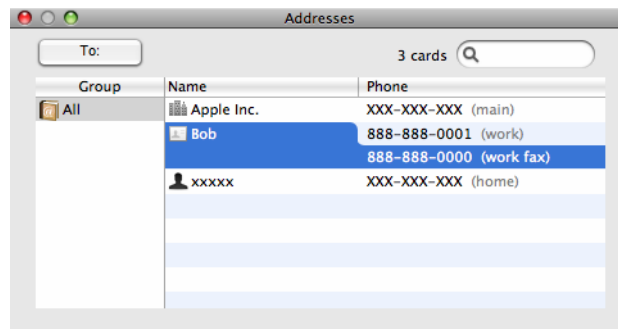 Addresses
To:
3 cards
Group Name Phone
All Apple Inc. XXX-XXX-XXX (main)
Bob 888-888-0001 (work)
888-888-0000 (work fax)
xxxxx XXX-XXX-XXX (home)